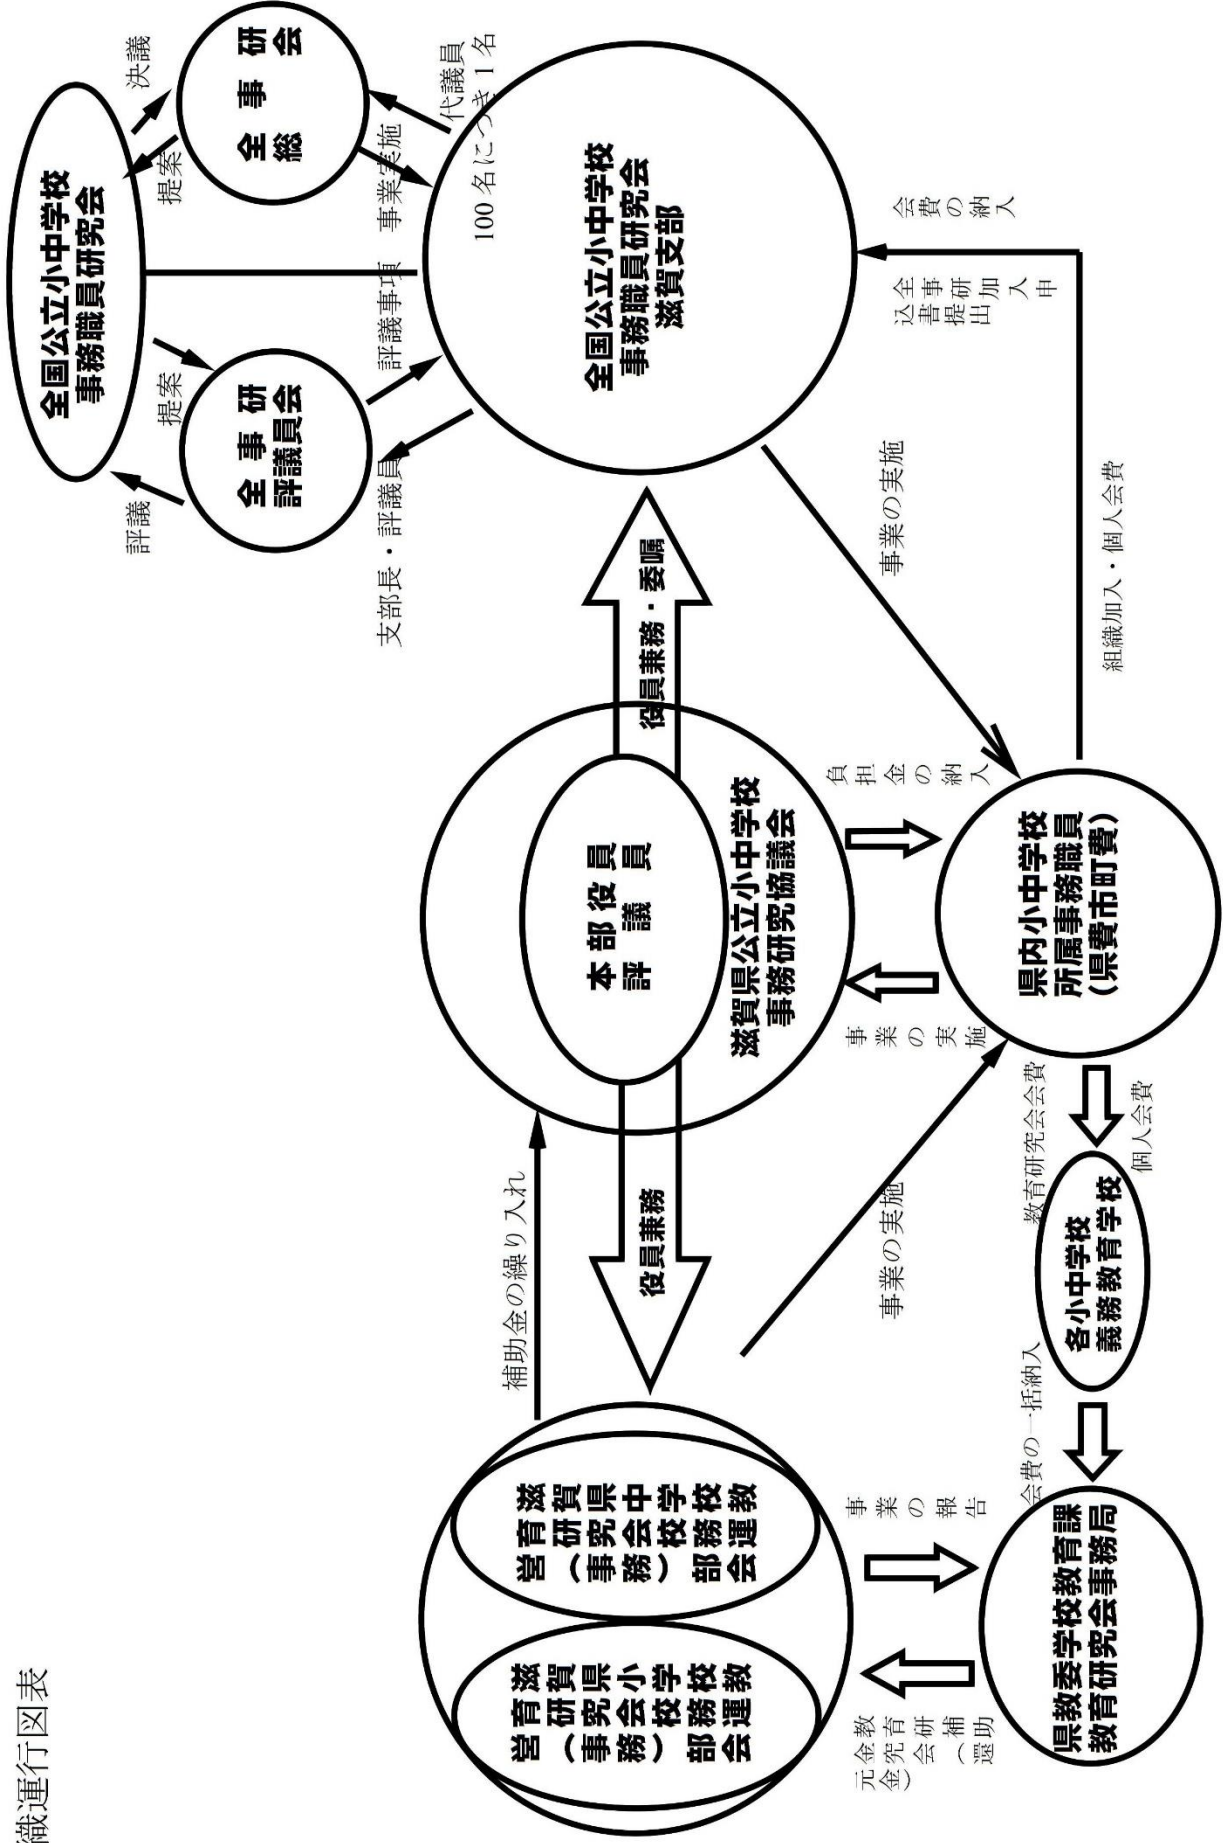 織運行図表
全国公立小中学校
事務職員研究会
決議
提案
提案
評議
全事研
総会
全事研
評議員会
代議員
100名につき1名
事業実施
評議事項
支部長・評議員
全国公立小中学校
事務職員研究会
滋賀支部
役員兼務・委嘱
本部役員
評議員
滋賀県公立小中学校
事務研究協議会
役員兼務
補助金の繰り入れ
滋賀県小学校教
育研究会校務運
営(事務)部会
滋賀県中学校教
育研究会校務運
営(事務)部会
会費の納入
全事研加入申
込書提出
事業の実施
負担金の納入
事業の実施
事業の実施
事業の報告
教育研究会補助
金(還元金)
組織加入・個人会費
県内小中学校
所属事務職員
(県費市町費)
教育研究会会費
個人会費
各小中学校
義務教育学校
会費の一括納入
県教委学校教育課
教育研究会事務局